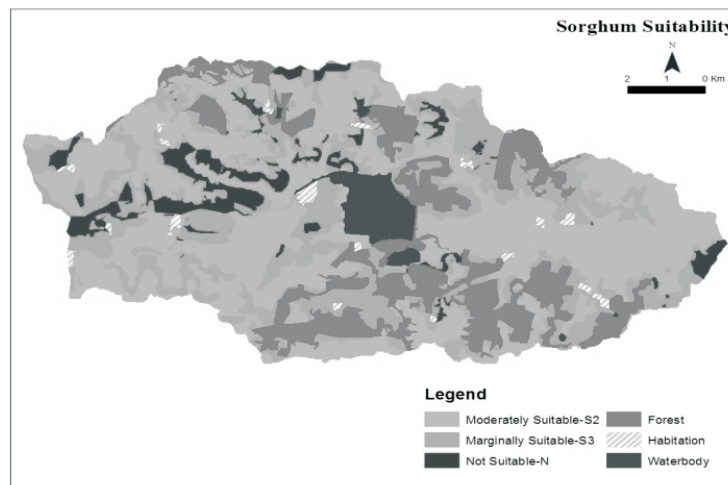 Sorghum Suitability
N
2 1 0 Km
Legend
Moderately Suitable-S2
Marginally Suitable-S3
Not Suitable-N
Forest
Habitation
Waterbody